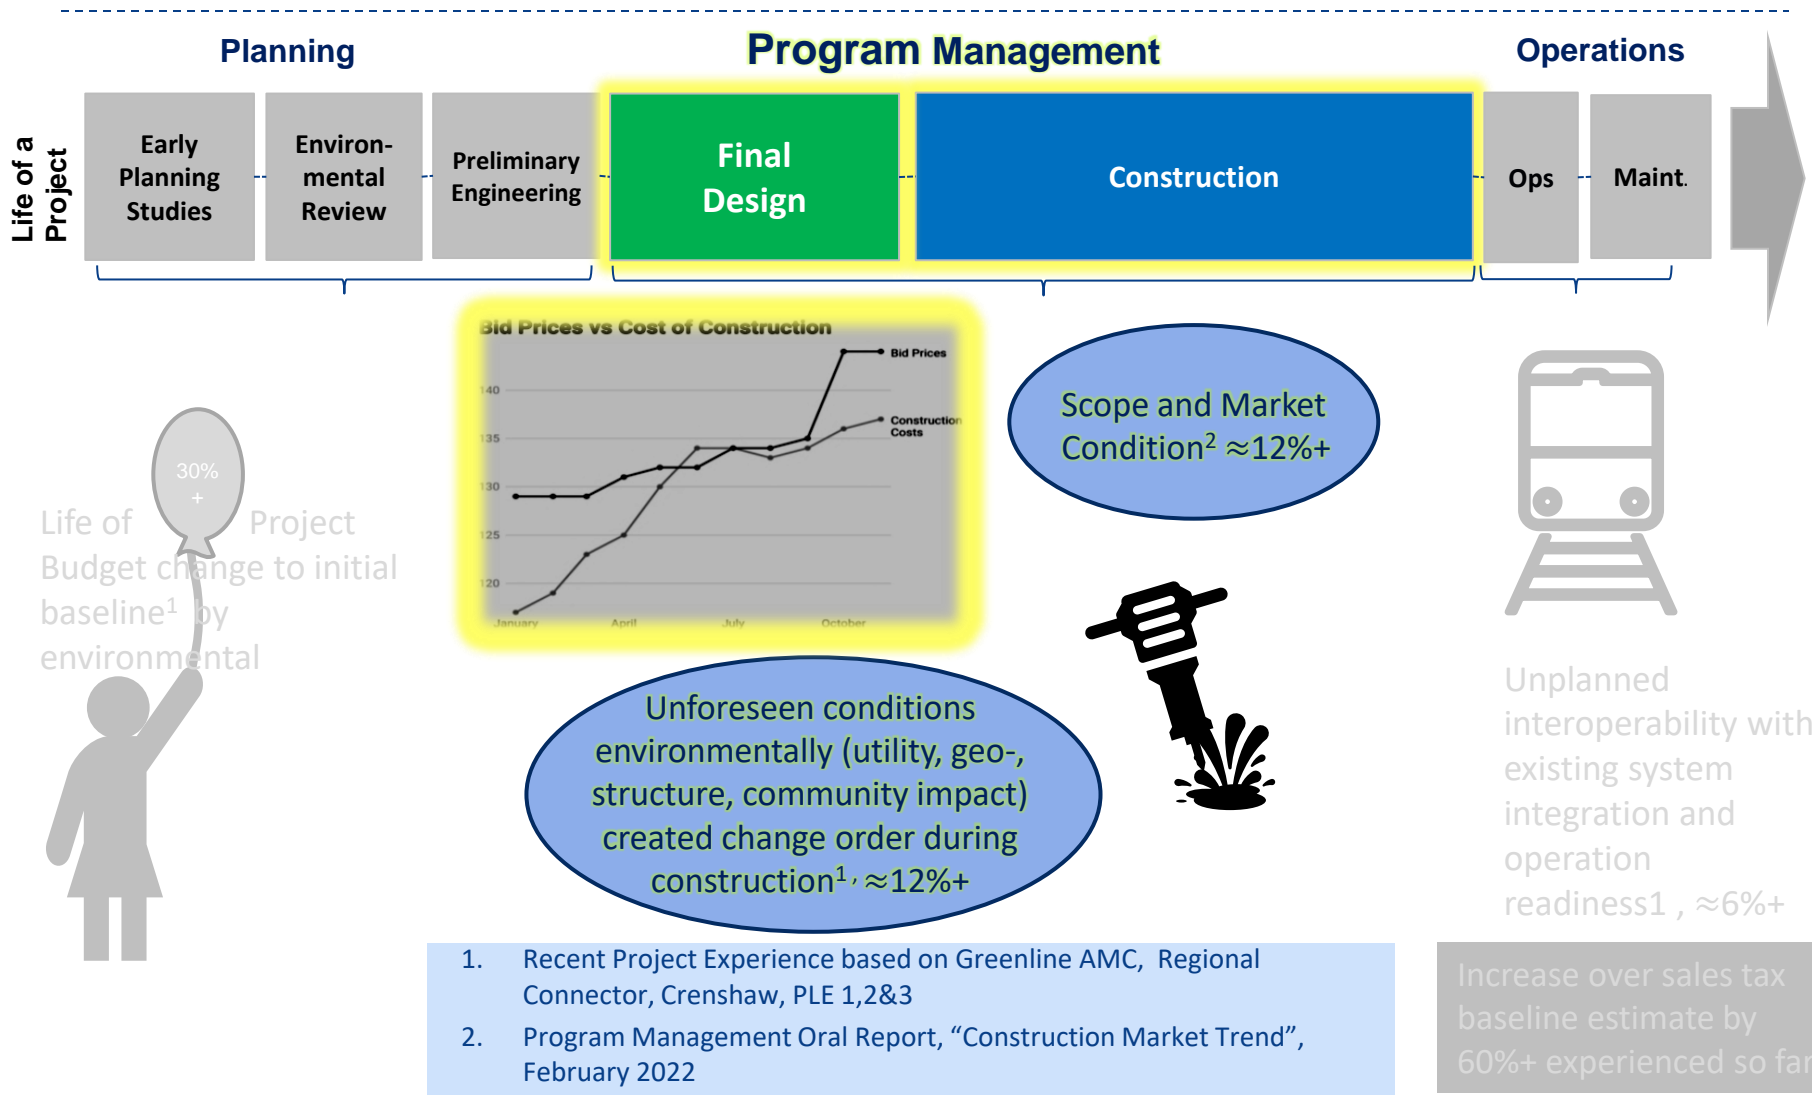 Planning
Program Management
Operations
Life of a
Project
Early
Planning
Studies
Environ-
mental
Review
Preliminary
Engineering
Final
Design
Construction
Ops
Maint.
Bid Prices vs Cost of Construction
Bid Prices
Construction
Costs
140
135
130
125
120
January
April
July
October
Scope and Market
Condition² ≈12%+
30%
+
Life of Project
Budget change to initial
baseline¹ by
environmental
Unforeseen conditions
environmentally (utility, geo-,
structure, community impact)
created change order during
construction¹, ≈12%+
Unplanned
interoperability with
existing system
integration and
operation
readiness1 , ≈6%+
1. Recent Project Experience based on Greenline AMC, Regional
Connector, Crenshaw, PLE 1,2&3
2. Program Management Oral Report, “Construction Market Trend”,
February 2022
Increase over sales tax
baseline estimate by
60%+ experienced so far